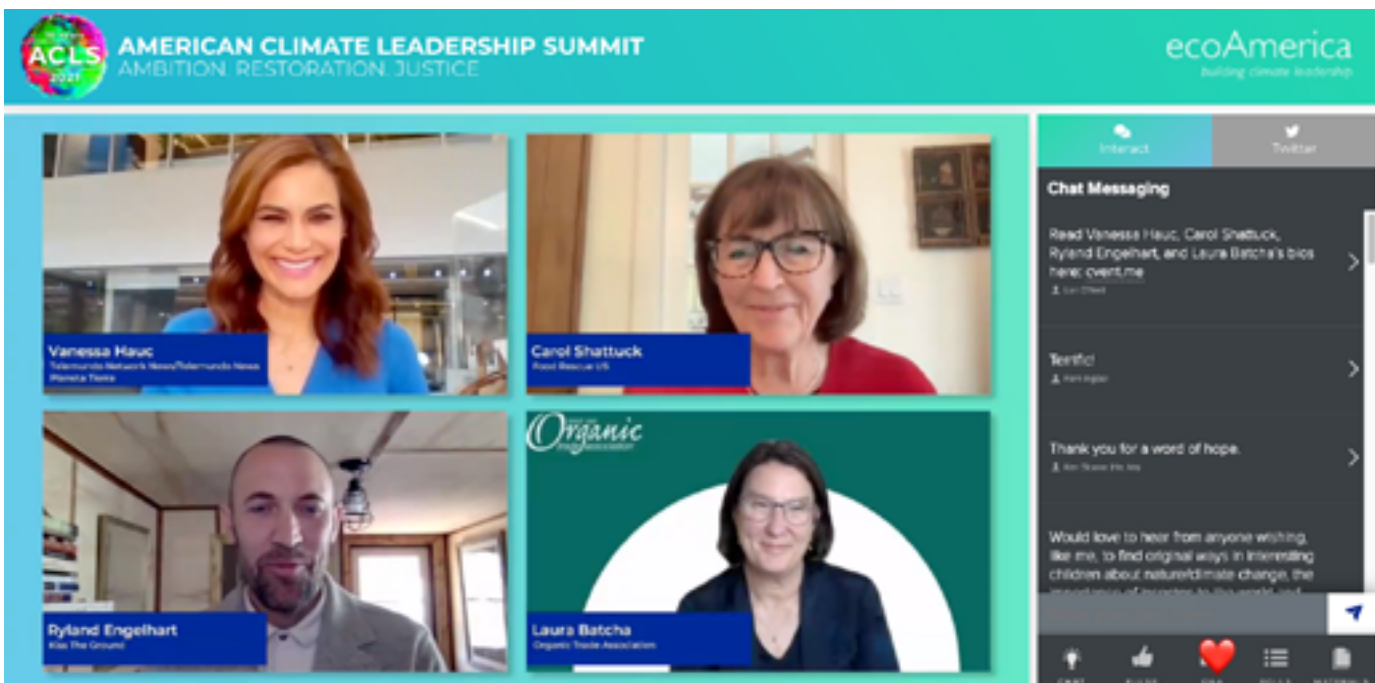 ACLS
2021
AMERICAN CLIMATE LEADERSHIP SUMMIT
AMBITION. RESTORATION. JUSTICE
ecoAmerica
building climate leadership
Vanessa Hauc
Telemundo Network News/Telemundo News
Planeta Tierra
Carol Shattuck
Food Rescue US
Organic
Ryland Engelhart
Kiss The Ground
Laura Batcha
Organic Trade Association
Interact
Twitter
Chat Messaging
Read Vanessa Hauc, Carol Shattuck,
Ryland Engelhart, and Laura Batcha's bios
here: cvent.me
Terrific!
Thank you for a word of hope.
Would love to hear from anyone wishing,
like me, to find original ways in interesting
children about nature/climate change, the